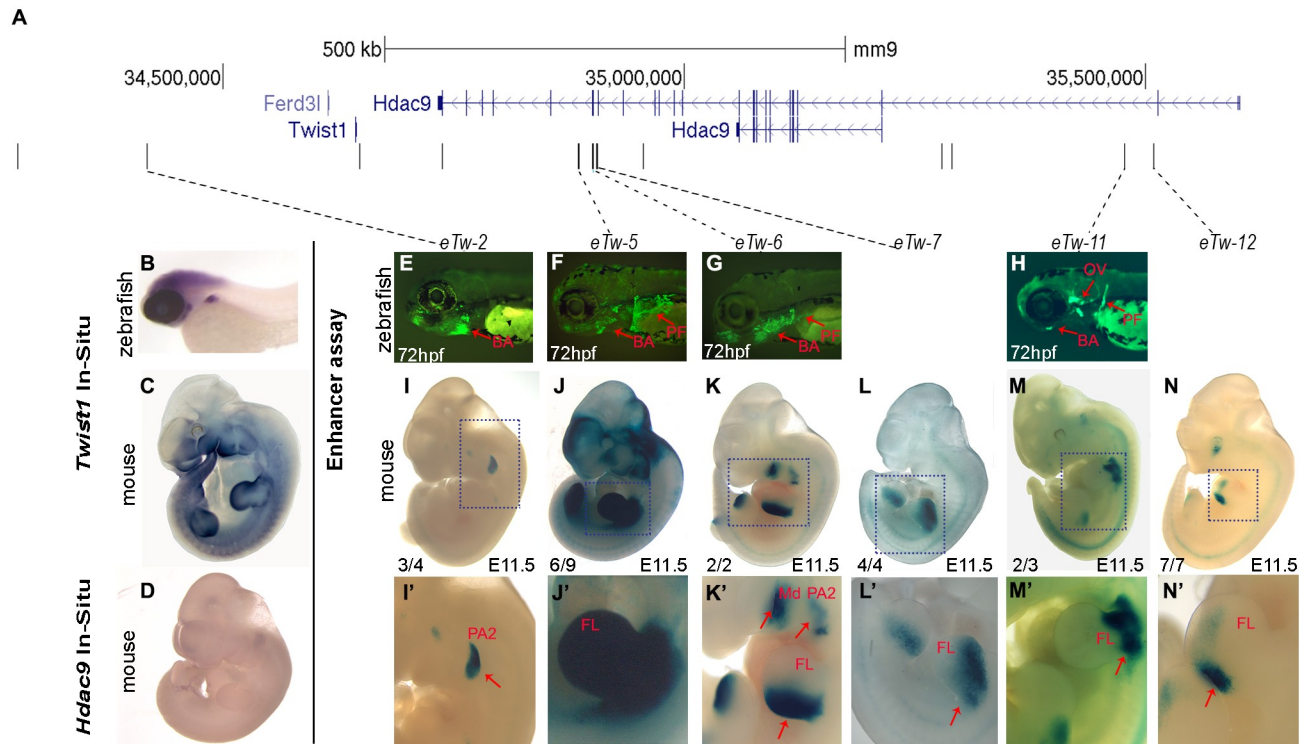 A
500 kb
mm9
34,500,000
35,000,000
35,500,000
Ferd3l
Hdac9
Twist1
Hdac9
eTw-2
eTw-5
eTw-6
eTw-7
eTw-11
eTw-12
Twist1 In-Situ
Hdac9 In-Situ
Enhancer assay
zebrafish
mouse
mouse
zebrafish
mouse
B
C
D
E
BA
72hpf
F
PF
BA
G
PF
BA
72hpf
H
OV
PF
BA
72hpf
I
3/4
E11.5
J
6/9
E11.5
K
2/2
E11.5
L
4/4
E11.5
M
2/3
E11.5
N
7/7
E11.5
I’
PA2
J’
FL
K’
Md
PA2
FL
L’
FL
M’
FL
N’
FL